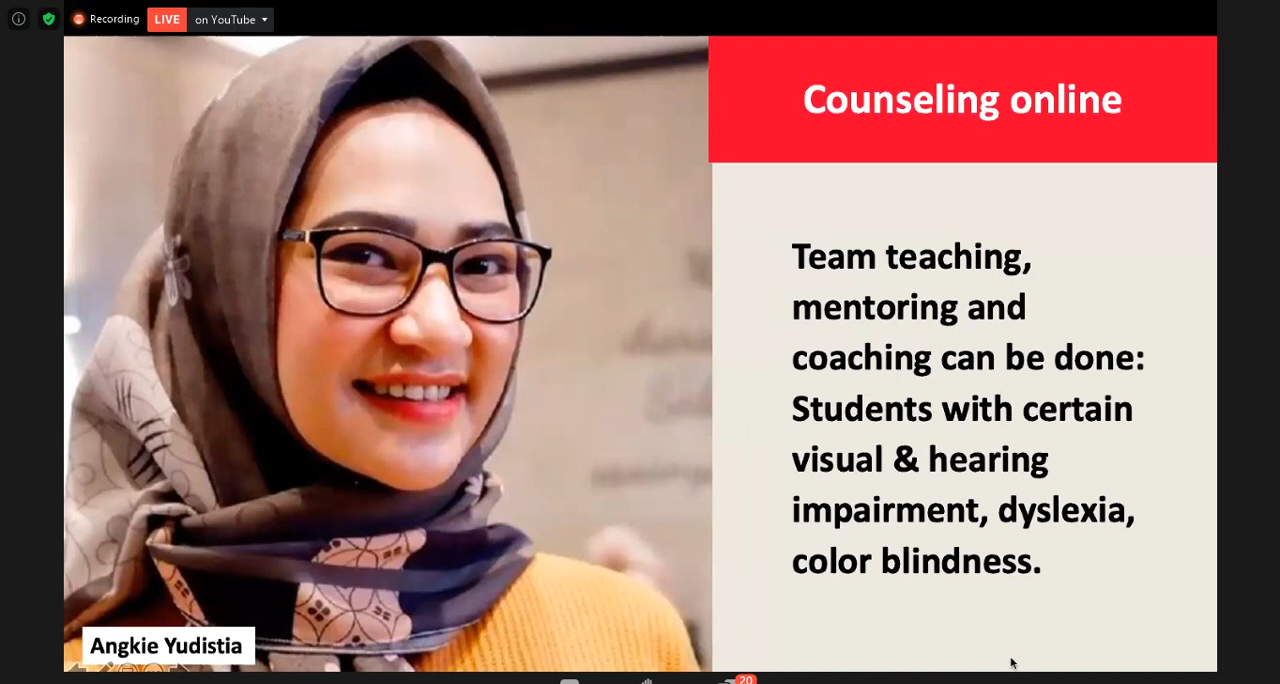 Recording
LIVE on YouTube
Counseling online
Team teaching,
mentoring and
coaching can be done:
Students with certain
visual & hearing
impairment, dyslexia,
color blindness.
Angkie Yudistia
20